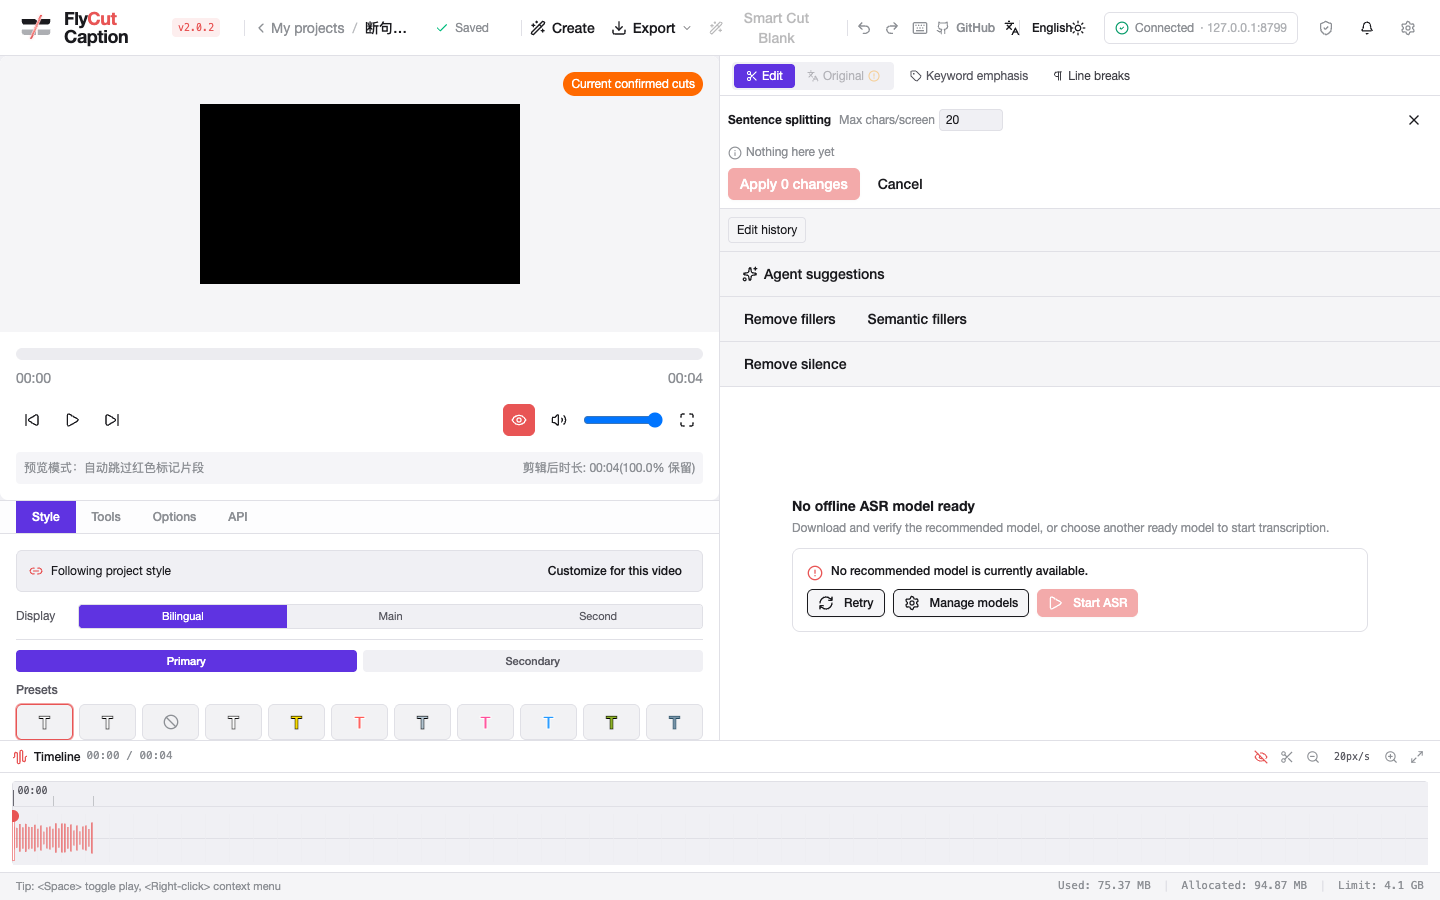 FlyCut
Caption
v2.0.2
My projects / 断句...
Saved
Create
Export
Smart Cut
Blank
GitHub
English
Connected · 127.0.0.1:8799
Current confirmed cuts
Edit
Original
Keyword emphasis
Line breaks
Sentence splitting
Max chars/screen
20
Nothing here yet
Apply 0 changes
Cancel
Edit history
Agent suggestions
Remove fillers
Semantic fillers
Remove silence
00:00
00:04
预览模式：自动跳过红色标记片段
剪辑后时长: 00:04(100.0% 保留)
No offline ASR model ready
Download and verify the recommended model, or choose another ready model to start transcription.
No recommended model is currently available.
Retry
Manage models
Start ASR
Style
Tools
Options
API
Following project style
Customize for this video
Display
Bilingual
Main
Second
Primary
Secondary
Presets
T
T
T
T
T
T
T
T
T
T
Timeline
00:00 / 00:04
20px/s
00:00
Tip: <Space> toggle play, <Right-click> context menu
Used: 75.37 MB
Allocated: 94.87 MB
Limit: 4.1 GB